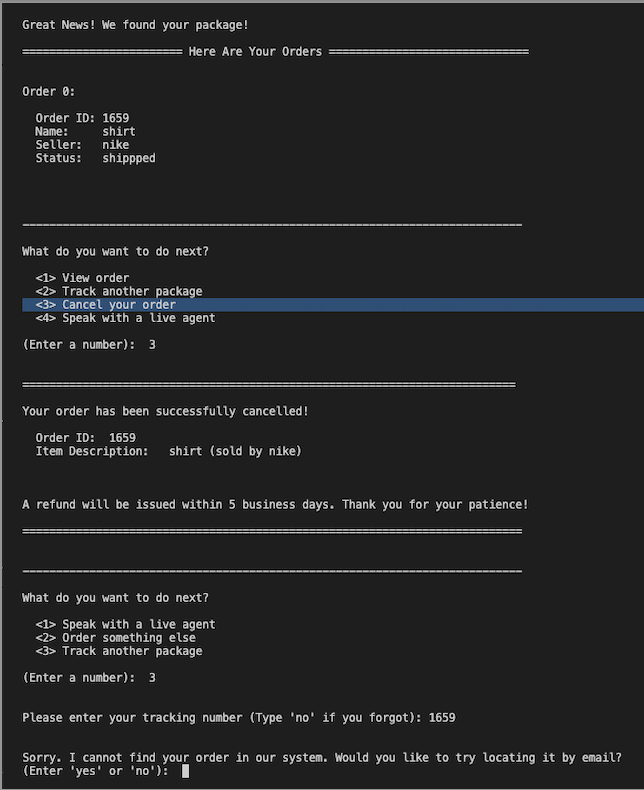 Great News! We found your package!
======================== Here Are Your Orders ==============================
Order 0:
Order ID: 1659
Name: shirt
Seller: nike
Status: shippped
---------------------------------------------------------------------------
What do you want to do next?
<1> View order
<2> Track another package
<3> Cancel your order
<4> Speak with a live agent
(Enter a number): 3
==========================================================================
Your order has been successfully cancelled!
Order ID: 1659
Item Description: shirt (sold by nike)
A refund will be issued within 5 business days. Thank you for your patience!
===========================================================================
---------------------------------------------------------------------------
What do you want to do next?
<1> Speak with a live agent
<2> Order something else
<3> Track another package
(Enter a number): 3
Please enter your tracking number (Type 'no' if you forgot): 1659
Sorry. I cannot find your order in our system. Would you like to try locating it by email?
(Enter 'yes' or 'no'):